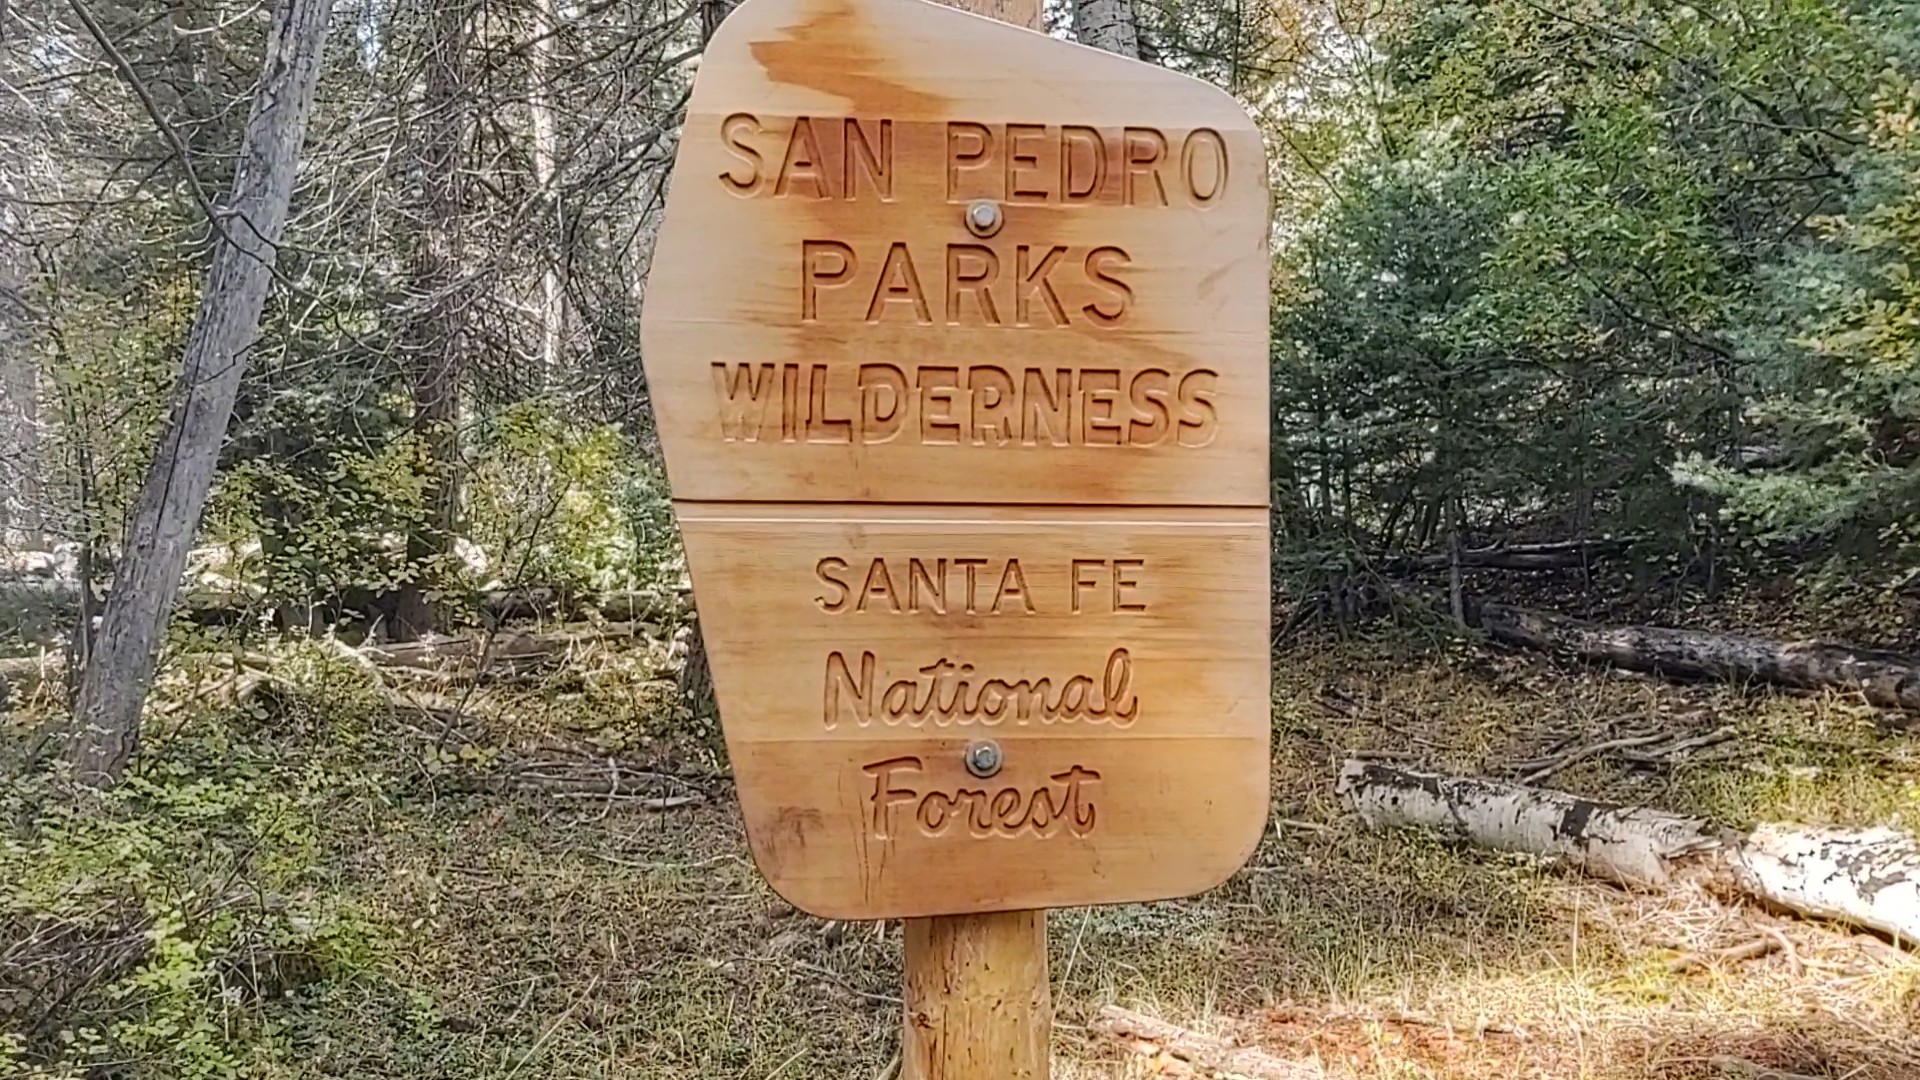 SAN PEDRO
PARKS
WILDERNESS
SANTA FE
National
Forest